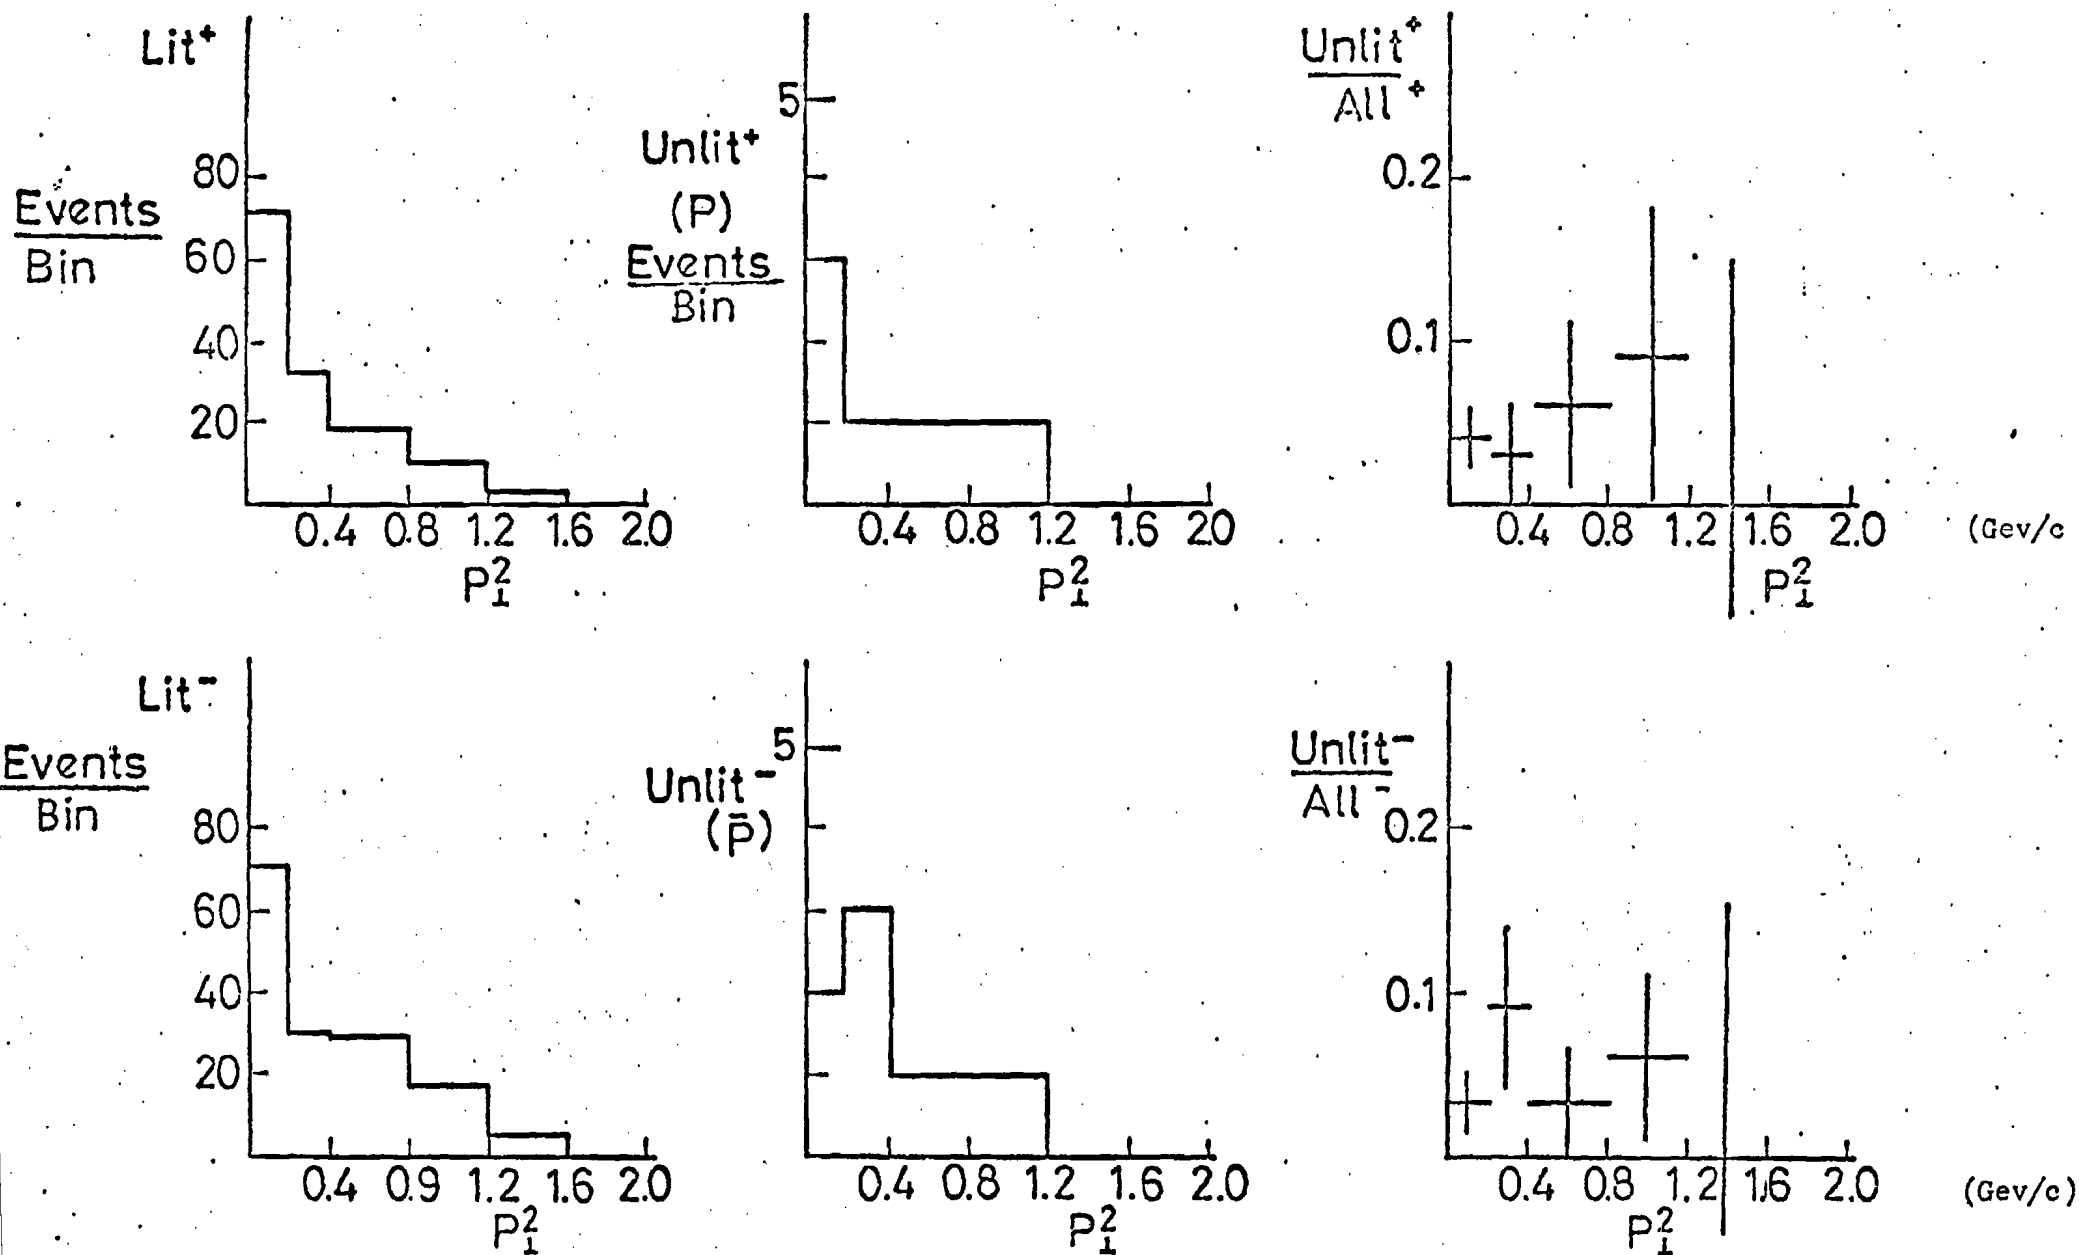 Lit⁺
Events
Bin
80
60
40
20
0.4 0.8 1.2 1.6 2.0
P⊥²
Unlit⁺
(P)
Events
Bin
5
0.4 0.8 1.2 1.6 2.0
P⊥²
Unlit⁺
All⁺
0.2
0.1
0.4 0.8 1.2 1.6 2.0 (Gev/c
P⊥²
Lit⁻
Events
Bin
80
60
40
20
0.4 0.9 1.2 1.6 2.0
P⊥²
5
Unlit⁻
(p̄)
0.4 0.8 1.2 1.6 2.0
P⊥²
Unlit⁻
All⁻
0.2
0.1
0.4 0.8 1.2 1.6 2.0 (Gev/c)
P⊥²